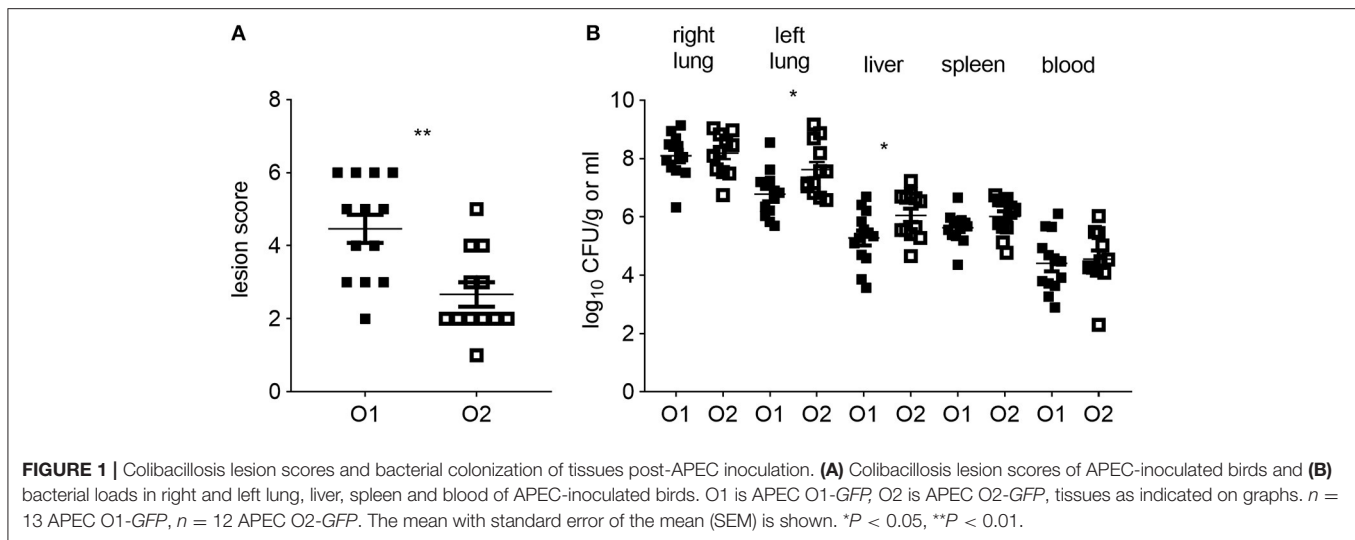 A
B
right
lung
left
lung
liver
spleen
blood
lesion score
8
6
4
2
0
**
O1
O2
log10 CFU/g or ml
10
8
6
4
2
0
*
*
O1 O2 O1 O2 O1 O2 O1 O2 O1 O2
FIGURE 1 | Colibacillosis lesion scores and bacterial colonization of tissues post-APEC inoculation. (A) Colibacillosis lesion scores of APEC-inoculated birds and (B)
bacterial loads in right and left lung, liver, spleen and blood of APEC-inoculated birds. O1 is APEC O1-GFP, O2 is APEC O2-GFP, tissues as indicated on graphs. n =
13 APEC O1-GFP, n = 12 APEC O2-GFP. The mean with standard error of the mean (SEM) is shown. *P < 0.05, **P < 0.01.